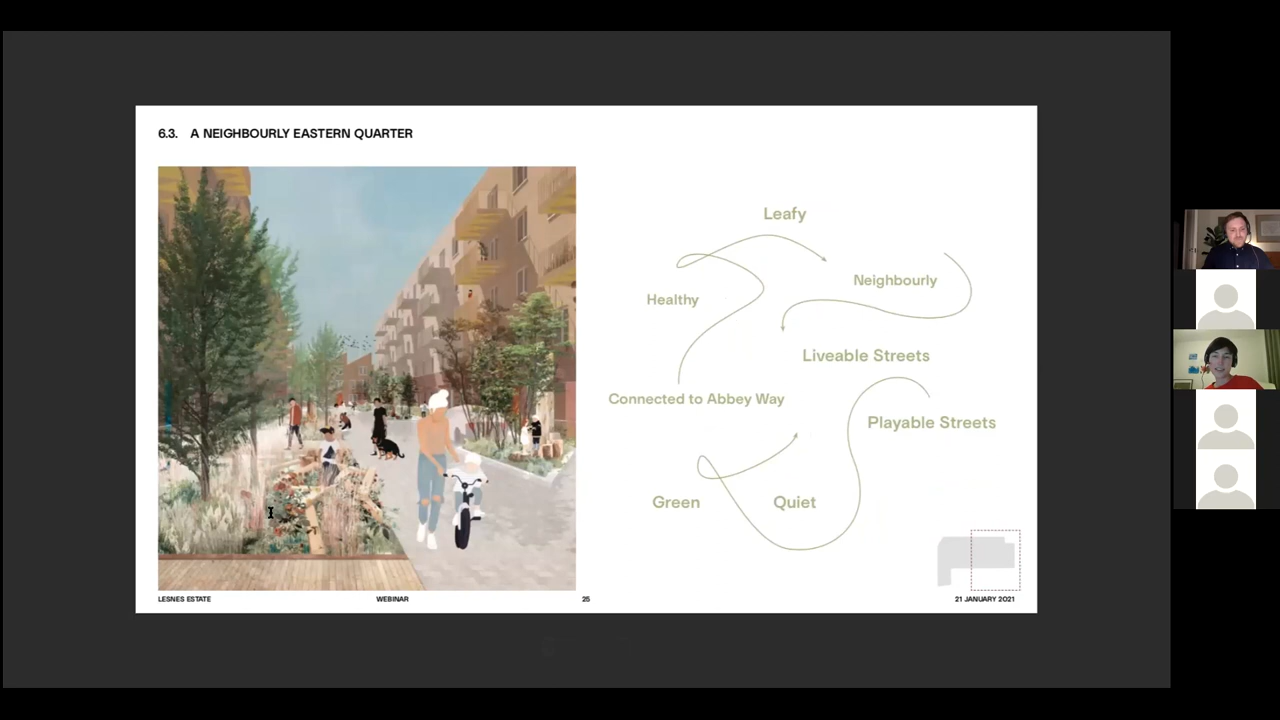 6.3. A NEIGHBOURLY EASTERN QUARTER
Leafy
Neighbourly
Healthy
Liveable Streets
Connected to Abbey Way
Playable Streets
Green
Quiet
LESNES ESTATE
WEBINAR
25
21 JANUARY 2021